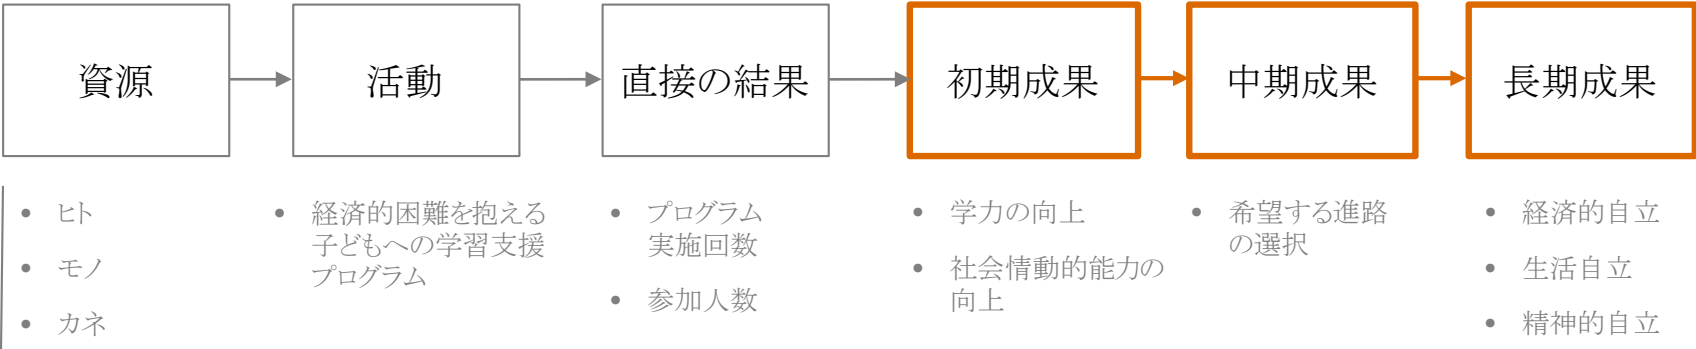 資源
活動
直接の結果
初期成果
中期成果
長期成果
• ヒト
• モノ
• カネ
• 経済的困難を抱える
子どもへの学習支援
プログラム
• プログラム
実施回数
• 参加人数
• 学力の向上
• 社会情動的能力の
向上
• 希望する進路
の選択
• 経済的自立
• 生活自立
• 精神的自立